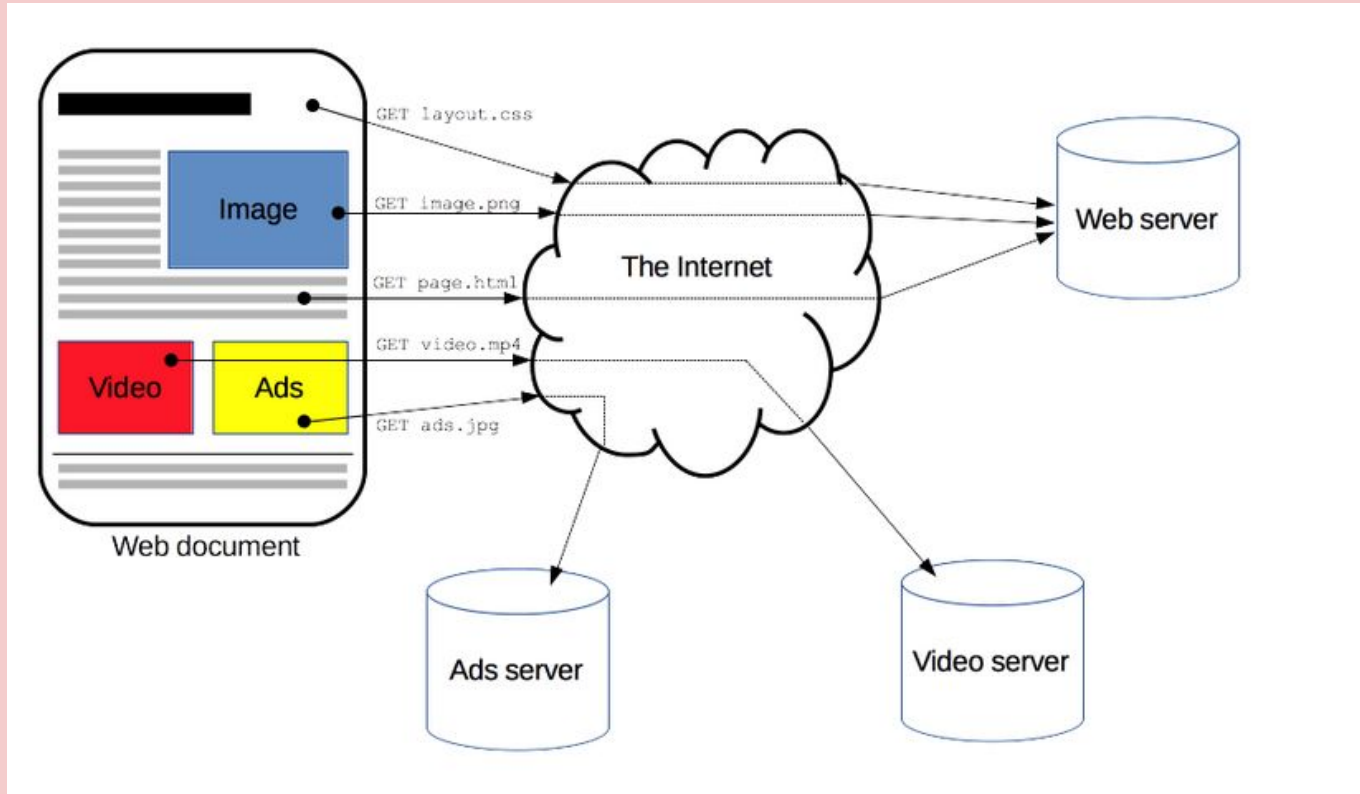 GET layout.css
GET image.png
Image
Web server
The Internet
GET page.html
GET video.mp4
Video
Ads
GET ads.jpg
Web document
Ads server
Video server